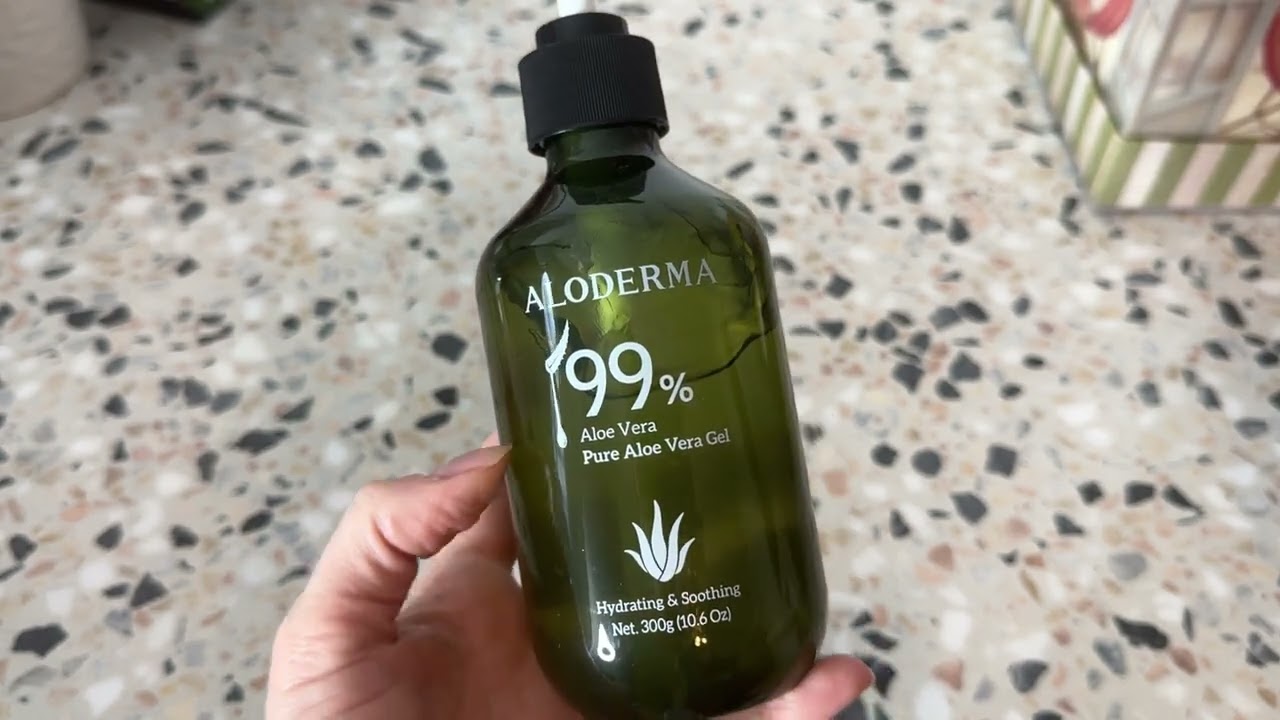 ALODERMA
99%
Aloe Vera
Pure Aloe Vera Gel
Hydrating & Soothing
Net. 300g (10.6 Oz)